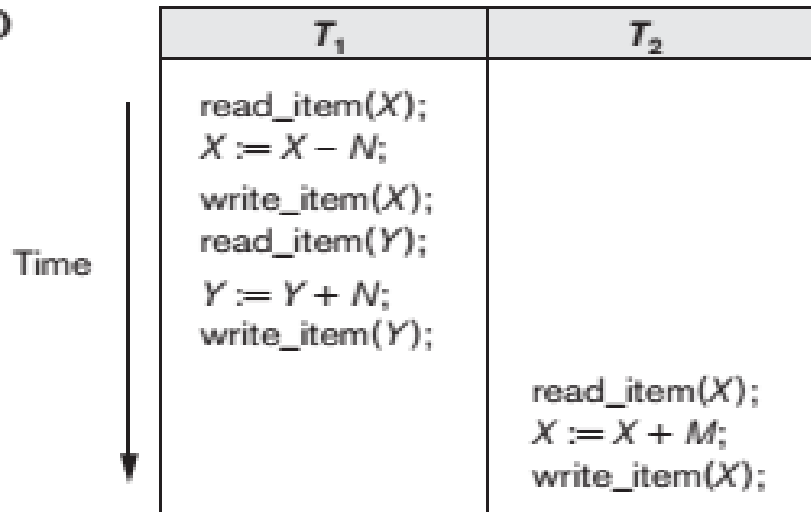 T₁ T₂
read_item(X);
X := X – N;
write_item(X);
read_item(Y);
Time
Y := Y + N;
write_item(Y);
read_item(X);
X := X + M;
write_item(X);